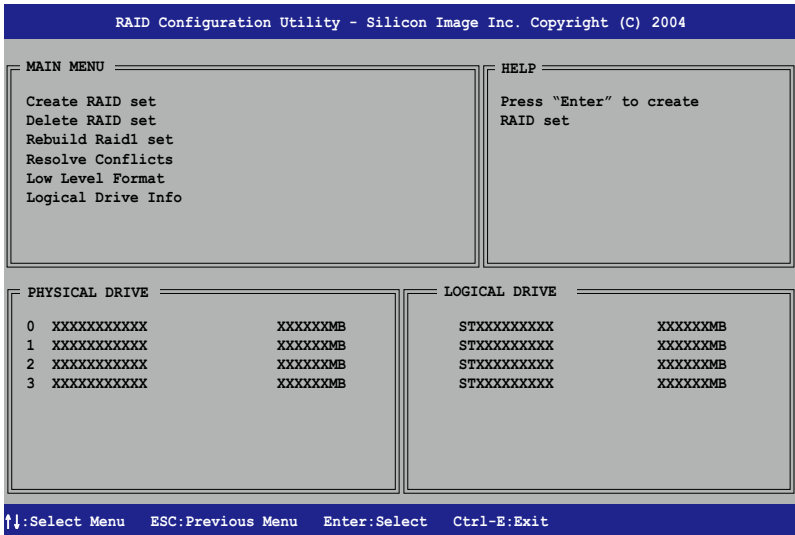 RAID Configuration Utility - Silicon Image Inc. Copyright (C) 2004
MAIN MENU
Create RAID set
Delete RAID set
Rebuild Raid1 set
Resolve Conflicts
Low Level Format
Logical Drive Info
HELP
Press “Enter” to create
RAID set
PHYSICAL DRIVE
0 XXXXXXXXXXX XXXXXXMB
1 XXXXXXXXXXX XXXXXXMB
2 XXXXXXXXXXX XXXXXXMB
3 XXXXXXXXXXX XXXXXXMB
LOGICAL DRIVE
STXXXXXXXXX XXXXXXMB
STXXXXXXXXX XXXXXXMB
STXXXXXXXXX XXXXXXMB
STXXXXXXXXX XXXXXXMB
↑↓:Select Menu ESC:Previous Menu Enter:Select Ctrl-E:Exit